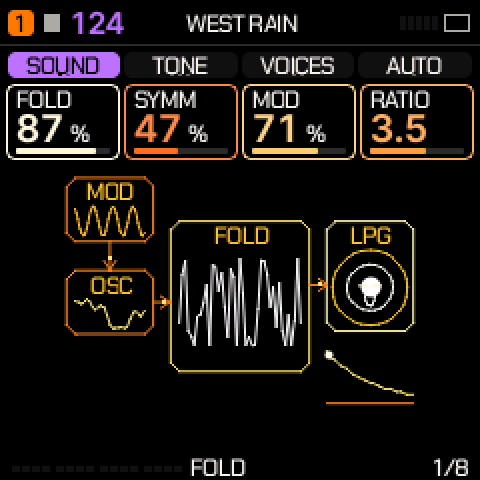 1 124 WEST RAIN
SOUND TONE VOICES AUTO
FOLD SYMM MOD RATIO
87 % 47 % 71 % 3.5
MOD
FOLD LPG
OSC
FOLD 1/8